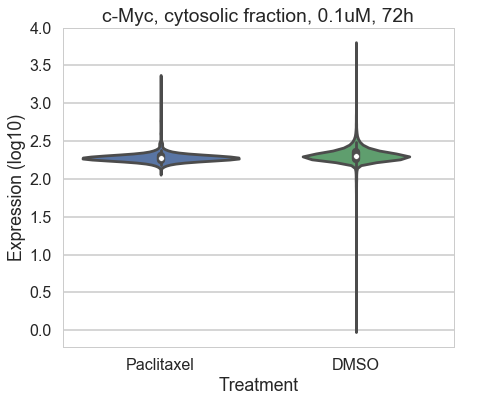 c-Myc, cytosolic fraction, 0.1uM, 72h
4.0
3.5
3.0
2.5
2.0
1.5
1.0
0.5
0.0
Expression (log10)
Paclitaxel DMSO
Treatment